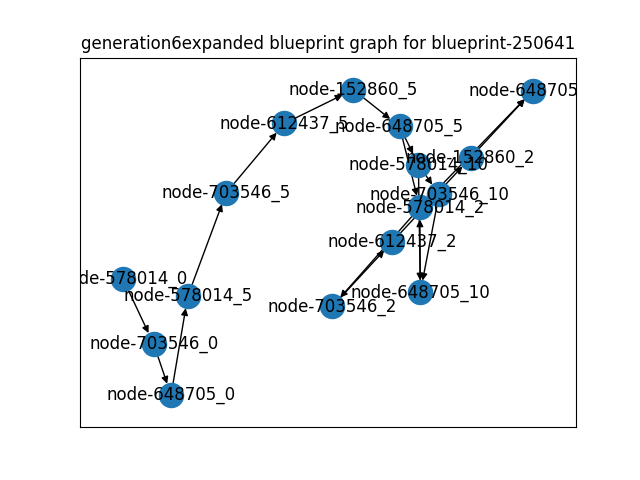 generation6expanded blueprint graph for blueprint-250641
node-152860_5
node-648705
node-612437_5
node-648705_5
node-578014_10
node-152860_2
node-703546_5
node-703546_10
node-578014_2
node-612437_2
de-578014_0
node-578014_5
node-648705_10
node-703546_2
node-703546_0
node-648705_0